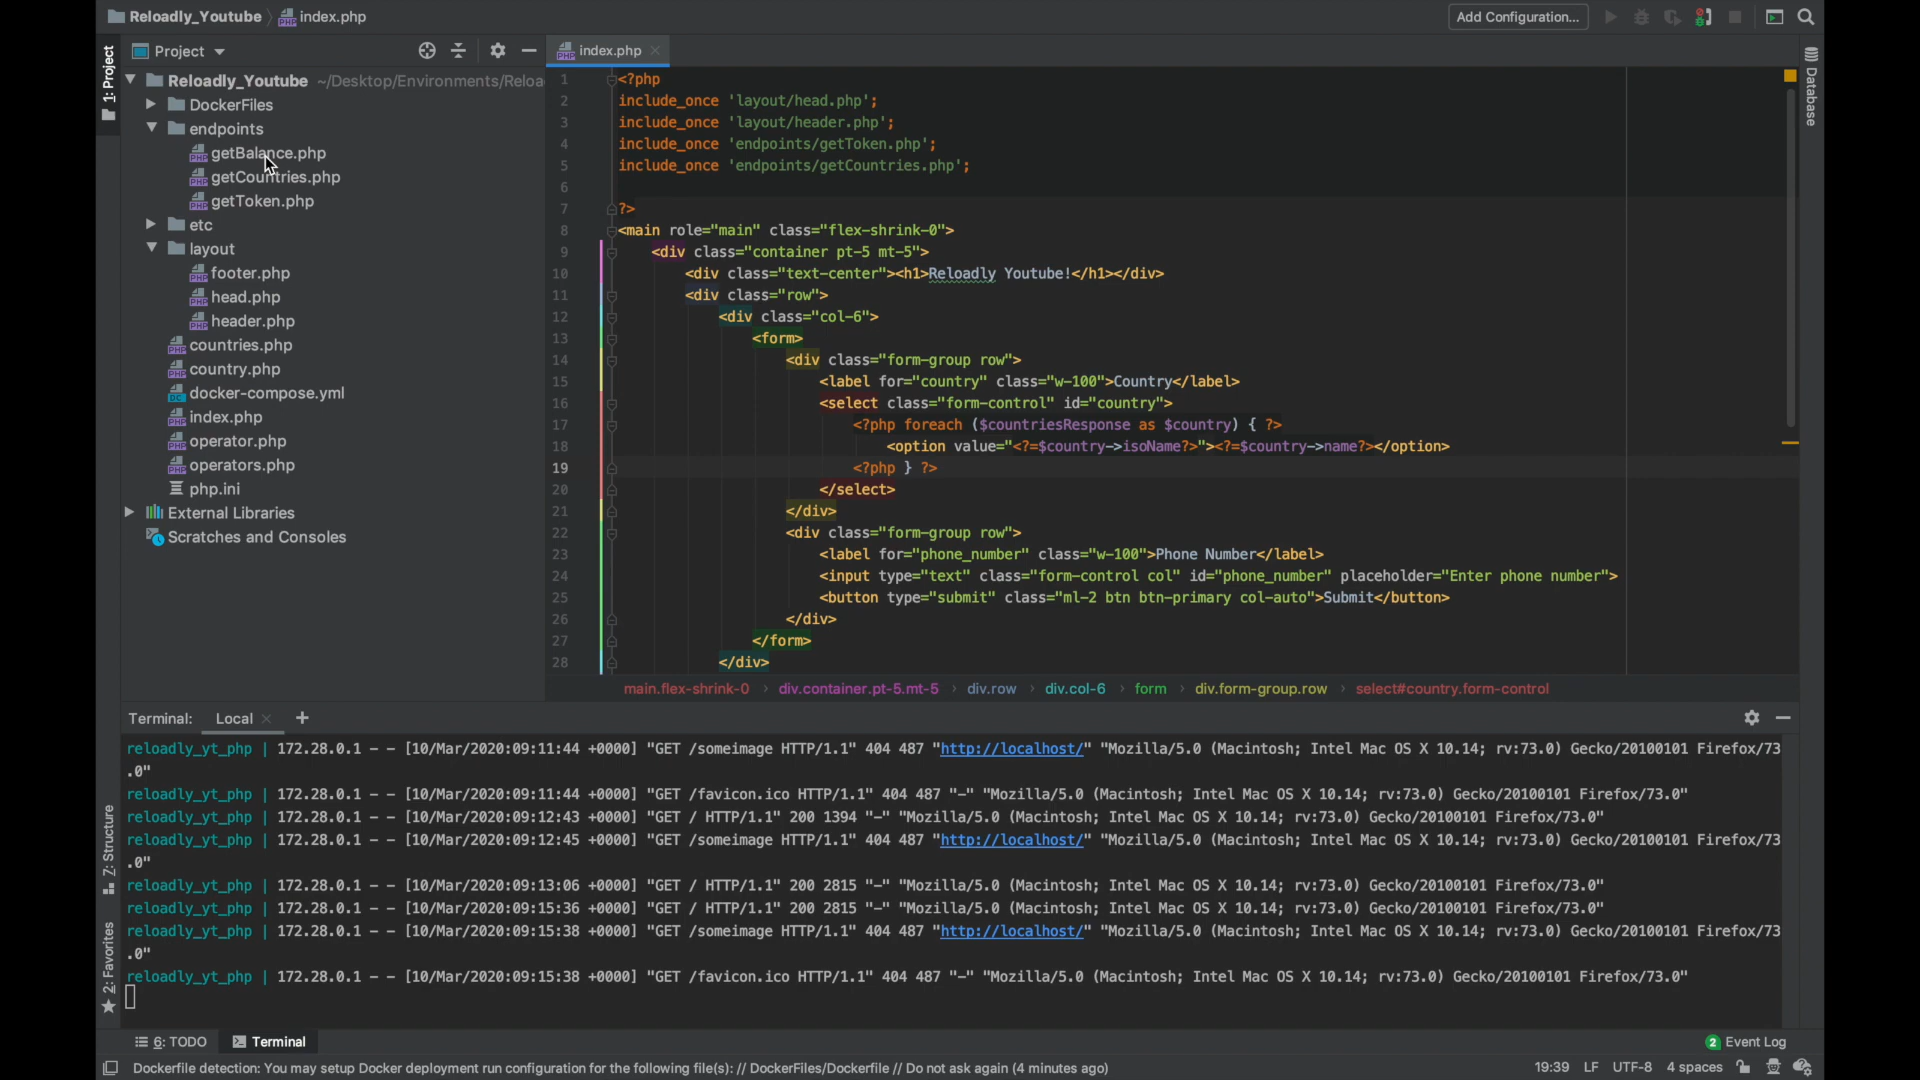 Reloadly_Youtube
index.php
Add Configuration...
1: Project
Project
index.php
Database
Reloadly_Youtube ~/Desktop/Environments/Reloa
DockerFiles
endpoints
getBalance.php
getCountries.php
getToken.php
etc
layout
footer.php
head.php
header.php
countries.php
country.php
docker-compose.yml
index.php
operator.php
operators.php
php.ini
External Libraries
Scratches and Consoles
1 <?php
2 include_once 'layout/head.php';
3 include_once 'layout/header.php';
4 include_once 'endpoints/getToken.php';
5 include_once 'endpoints/getCountries.php';
6
7 ?>
8 <main role="main" class="flex-shrink-0">
9 <div class="container pt-5 mt-5">
10 <div class="text-center"><h1>Reloadly Youtube!</h1></div>
11 <div class="row">
12 <div class="col-6">
13 <form>
14 <div class="form-group row">
15 <label for="country" class="w-100">Country</label>
16 <select class="form-control" id="country">
17 <?php foreach ($countriesResponse as $country) { ?>
18 <option value="<?=$country->isoName?>"><?=$country->name?></option>
19 <?php } ?>
20 </select>
21 </div>
22 <div class="form-group row">
23 <label for="phone_number" class="w-100">Phone Number</label>
24 <input type="text" class="form-control col" id="phone_number" placeholder="Enter phone number">
25 <button type="submit" class="ml-2 btn btn-primary col-auto">Submit</button>
26 </div>
27 </form>
28 </div>
main.flex-shrink-0 › div.container.pt-5.mt-5 › div.row › div.col-6 › form › div.form-group.row › select#country.form-control
Terminal: Local
reloadly_yt_php | 172.28.0.1 - - [10/Mar/2020:09:11:44 +0000] "GET /someimage HTTP/1.1" 404 487 "http://localhost/" "Mozilla/5.0 (Macintosh; Intel Mac OS X 10.14; rv:73.0) Gecko/20100101 Firefox/73
.0"
reloadly_yt_php | 172.28.0.1 - - [10/Mar/2020:09:11:44 +0000] "GET /favicon.ico HTTP/1.1" 404 487 "-" "Mozilla/5.0 (Macintosh; Intel Mac OS X 10.14; rv:73.0) Gecko/20100101 Firefox/73.0"
reloadly_yt_php | 172.28.0.1 - - [10/Mar/2020:09:12:43 +0000] "GET / HTTP/1.1" 200 1394 "-" "Mozilla/5.0 (Macintosh; Intel Mac OS X 10.14; rv:73.0) Gecko/20100101 Firefox/73.0"
reloadly_yt_php | 172.28.0.1 - - [10/Mar/2020:09:12:45 +0000] "GET /someimage HTTP/1.1" 404 487 "http://localhost/" "Mozilla/5.0 (Macintosh; Intel Mac OS X 10.14; rv:73.0) Gecko/20100101 Firefox/73
.0"
reloadly_yt_php | 172.28.0.1 - - [10/Mar/2020:09:13:06 +0000] "GET / HTTP/1.1" 200 2815 "-" "Mozilla/5.0 (Macintosh; Intel Mac OS X 10.14; rv:73.0) Gecko/20100101 Firefox/73.0"
reloadly_yt_php | 172.28.0.1 - - [10/Mar/2020:09:15:36 +0000] "GET / HTTP/1.1" 200 2815 "-" "Mozilla/5.0 (Macintosh; Intel Mac OS X 10.14; rv:73.0) Gecko/20100101 Firefox/73.0"
reloadly_yt_php | 172.28.0.1 - - [10/Mar/2020:09:15:38 +0000] "GET /someimage HTTP/1.1" 404 487 "http://localhost/" "Mozilla/5.0 (Macintosh; Intel Mac OS X 10.14; rv:73.0) Gecko/20100101 Firefox/73
.0"
reloadly_yt_php | 172.28.0.1 - - [10/Mar/2020:09:15:38 +0000] "GET /favicon.ico HTTP/1.1" 404 487 "-" "Mozilla/5.0 (Macintosh; Intel Mac OS X 10.14; rv:73.0) Gecko/20100101 Firefox/73.0"
Z: Structure
2: Favorites
6: TODO
Terminal
2 Event Log
Dockerfile detection: You may setup Docker deployment run configuration for the following file(s): // DockerFiles/Dockerfile // Do not ask again (4 minutes ago)
19:39 LF UTF-8 4 spaces